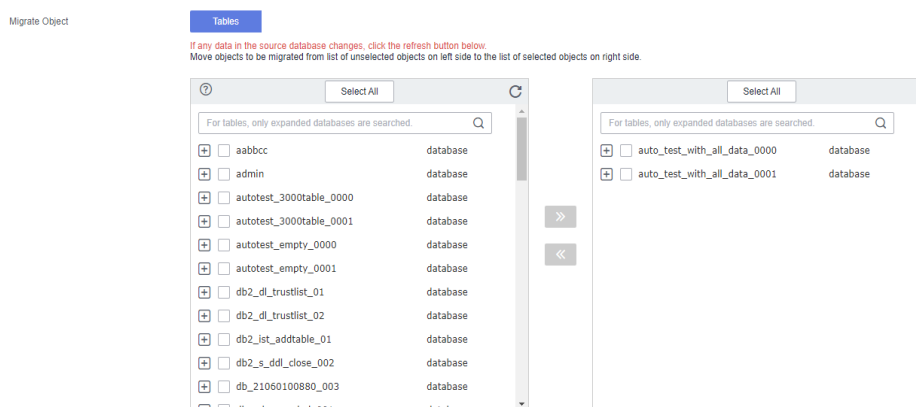 Migrate Object
Tables
If any data in the source database changes, click the refresh button below.
Move objects to be migrated from list of unselected objects on left side to the list of selected objects on right side.
Select All
For tables, only expanded databases are searched.
aabbcc database
admin database
autotest_3000table_0000 database
autotest_3000table_0001 database
autotest_empty_0000 database
autotest_empty_0001 database
db2_dl_trustlist_01 database
db2_dl_trustlist_02 database
db2_ist_addtable_01 database
db2_s_ddl_close_002 database
db_21060100880_003 database
Select All
For tables, only expanded databases are searched.
auto_test_with_all_data_0000 database
auto_test_with_all_data_0001 database